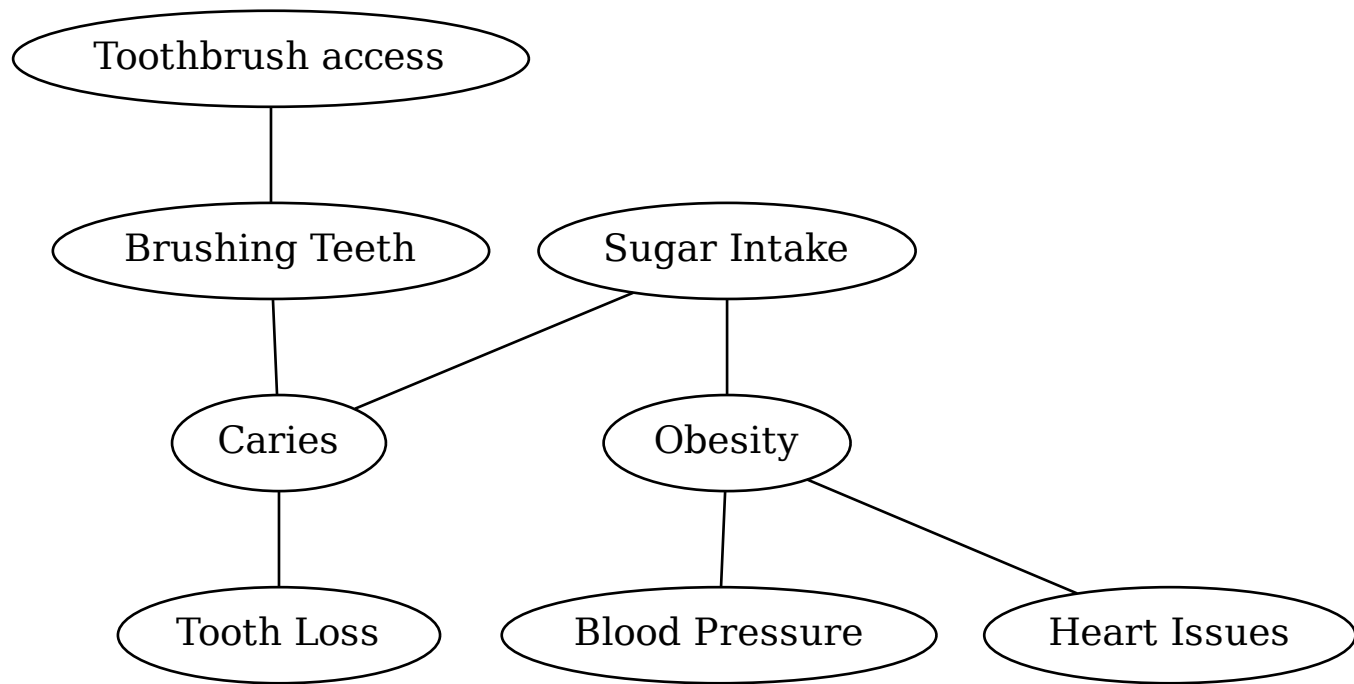 Toothbrush access
Brushing Teeth
Sugar Intake
Caries
Obesity
Tooth Loss
Blood Pressure
Heart Issues